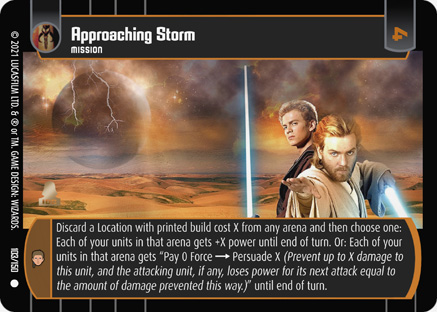 Approaching Storm
MISSION
4
© 2021 LUCASFILM LTD. & ® or TM. GAME DESIGN: WIZARDS.
103/150
Discard a Location with printed build cost X from any arena and then choose one:
Each of your units in that arena gets +X power until end of turn. Or: Each of your
units in that arena gets “Pay 0 Force → Persuade X (Prevent up to X damage to
this unit, and the attacking unit, if any, loses power for its next attack equal to
the amount of damage prevented this way.)” until end of turn.